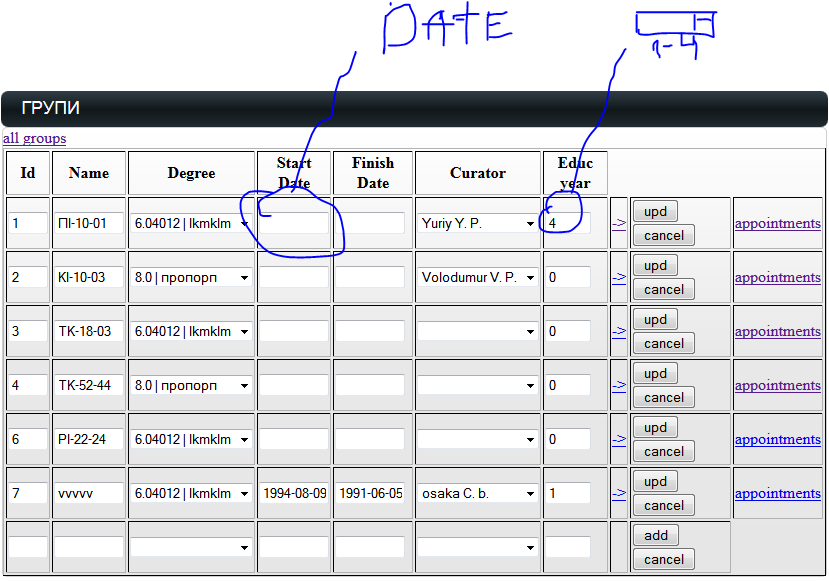 DATE
1-4
ГРУПИ
all groups
Id Name Degree Start Date Finish Date Curator Educ year
1 ПІ-10-01 6.04012 | lkmklm Yuriy Y. P. 4 -> upd cancel appointments
2 КІ-10-03 8.0 | пропорп Volodumur V. P. 0 -> upd cancel appointments
3 ТК-18-03 6.04012 | lkmklm 0 -> upd cancel appointments
4 ТК-52-44 8.0 | пропорп 0 -> upd cancel appointments
6 РІ-22-24 6.04012 | lkmklm 0 -> upd cancel appointments
7 vvvvv 6.04012 | lkmklm 1994-08-09 1991-06-05 osaka C. b. 1 -> upd cancel appointments
add cancel